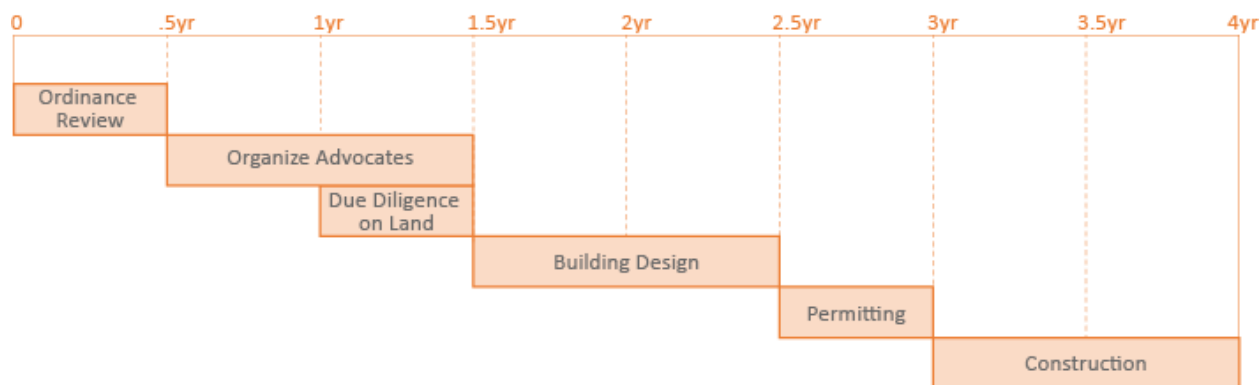 0 .5yr 1yr 1.5yr 2yr 2.5yr 3yr 3.5yr 4yr
Ordinance
Review
Organize Advocates
Due Diligence
on Land
Building Design
Permitting
Construction